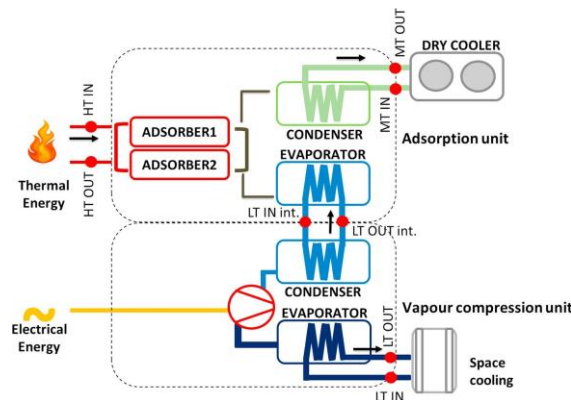 MT OUT
DRY COOLER
HT IN
ADSORBER1
CONDENSER
MT IN
Adsorption unit
ADSORBER2
EVAPORATOR
Thermal
Energy
HT OUT
LT IN int.
LT OUT int.
CONDENSER
Vapour compression unit
EVAPORATOR
LT OUT
Electrical
Energy
Space
cooling
LT IN